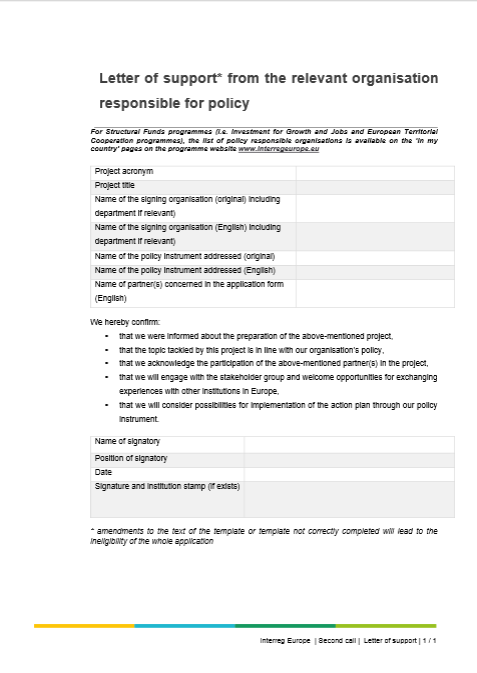 Letter of support* from the relevant organisation
responsible for policy
For Structural Funds programmes (i.e. Investment for Growth and Jobs and European Territorial
Cooperation programmes), the list of policy responsible organisations is available on the 'in my
country' pages on the programme website www.interregeurope.eu
Project acronym
Project title
Name of the signing organisation (original) including
department if relevant)
Name of the signing organisation (English) including
department if relevant)
Name of the policy instrument addressed (original)
Name of the policy instrument addressed (English)
Name of partner(s) concerned in the application form
(English)
We hereby confirm:
• that we were informed about the preparation of the above-mentioned project,
• that the topic tackled by this project is in line with our organisation's policy,
• that we acknowledge the participation of the above-mentioned partner(s) in the project,
• that we will engage with the stakeholder group and welcome opportunities for exchanging
experiences with other institutions in Europe,
• that we will consider possibilities for implementation of the action plan through our policy
instrument.
Name of signatory
Position of signatory
Date
Signature and institution stamp (if exists)
* amendments to the text of the template or template not correctly completed will lead to the
ineligibility of the whole application
Interreg Europe | Second call | Letter of support | 1 / 1